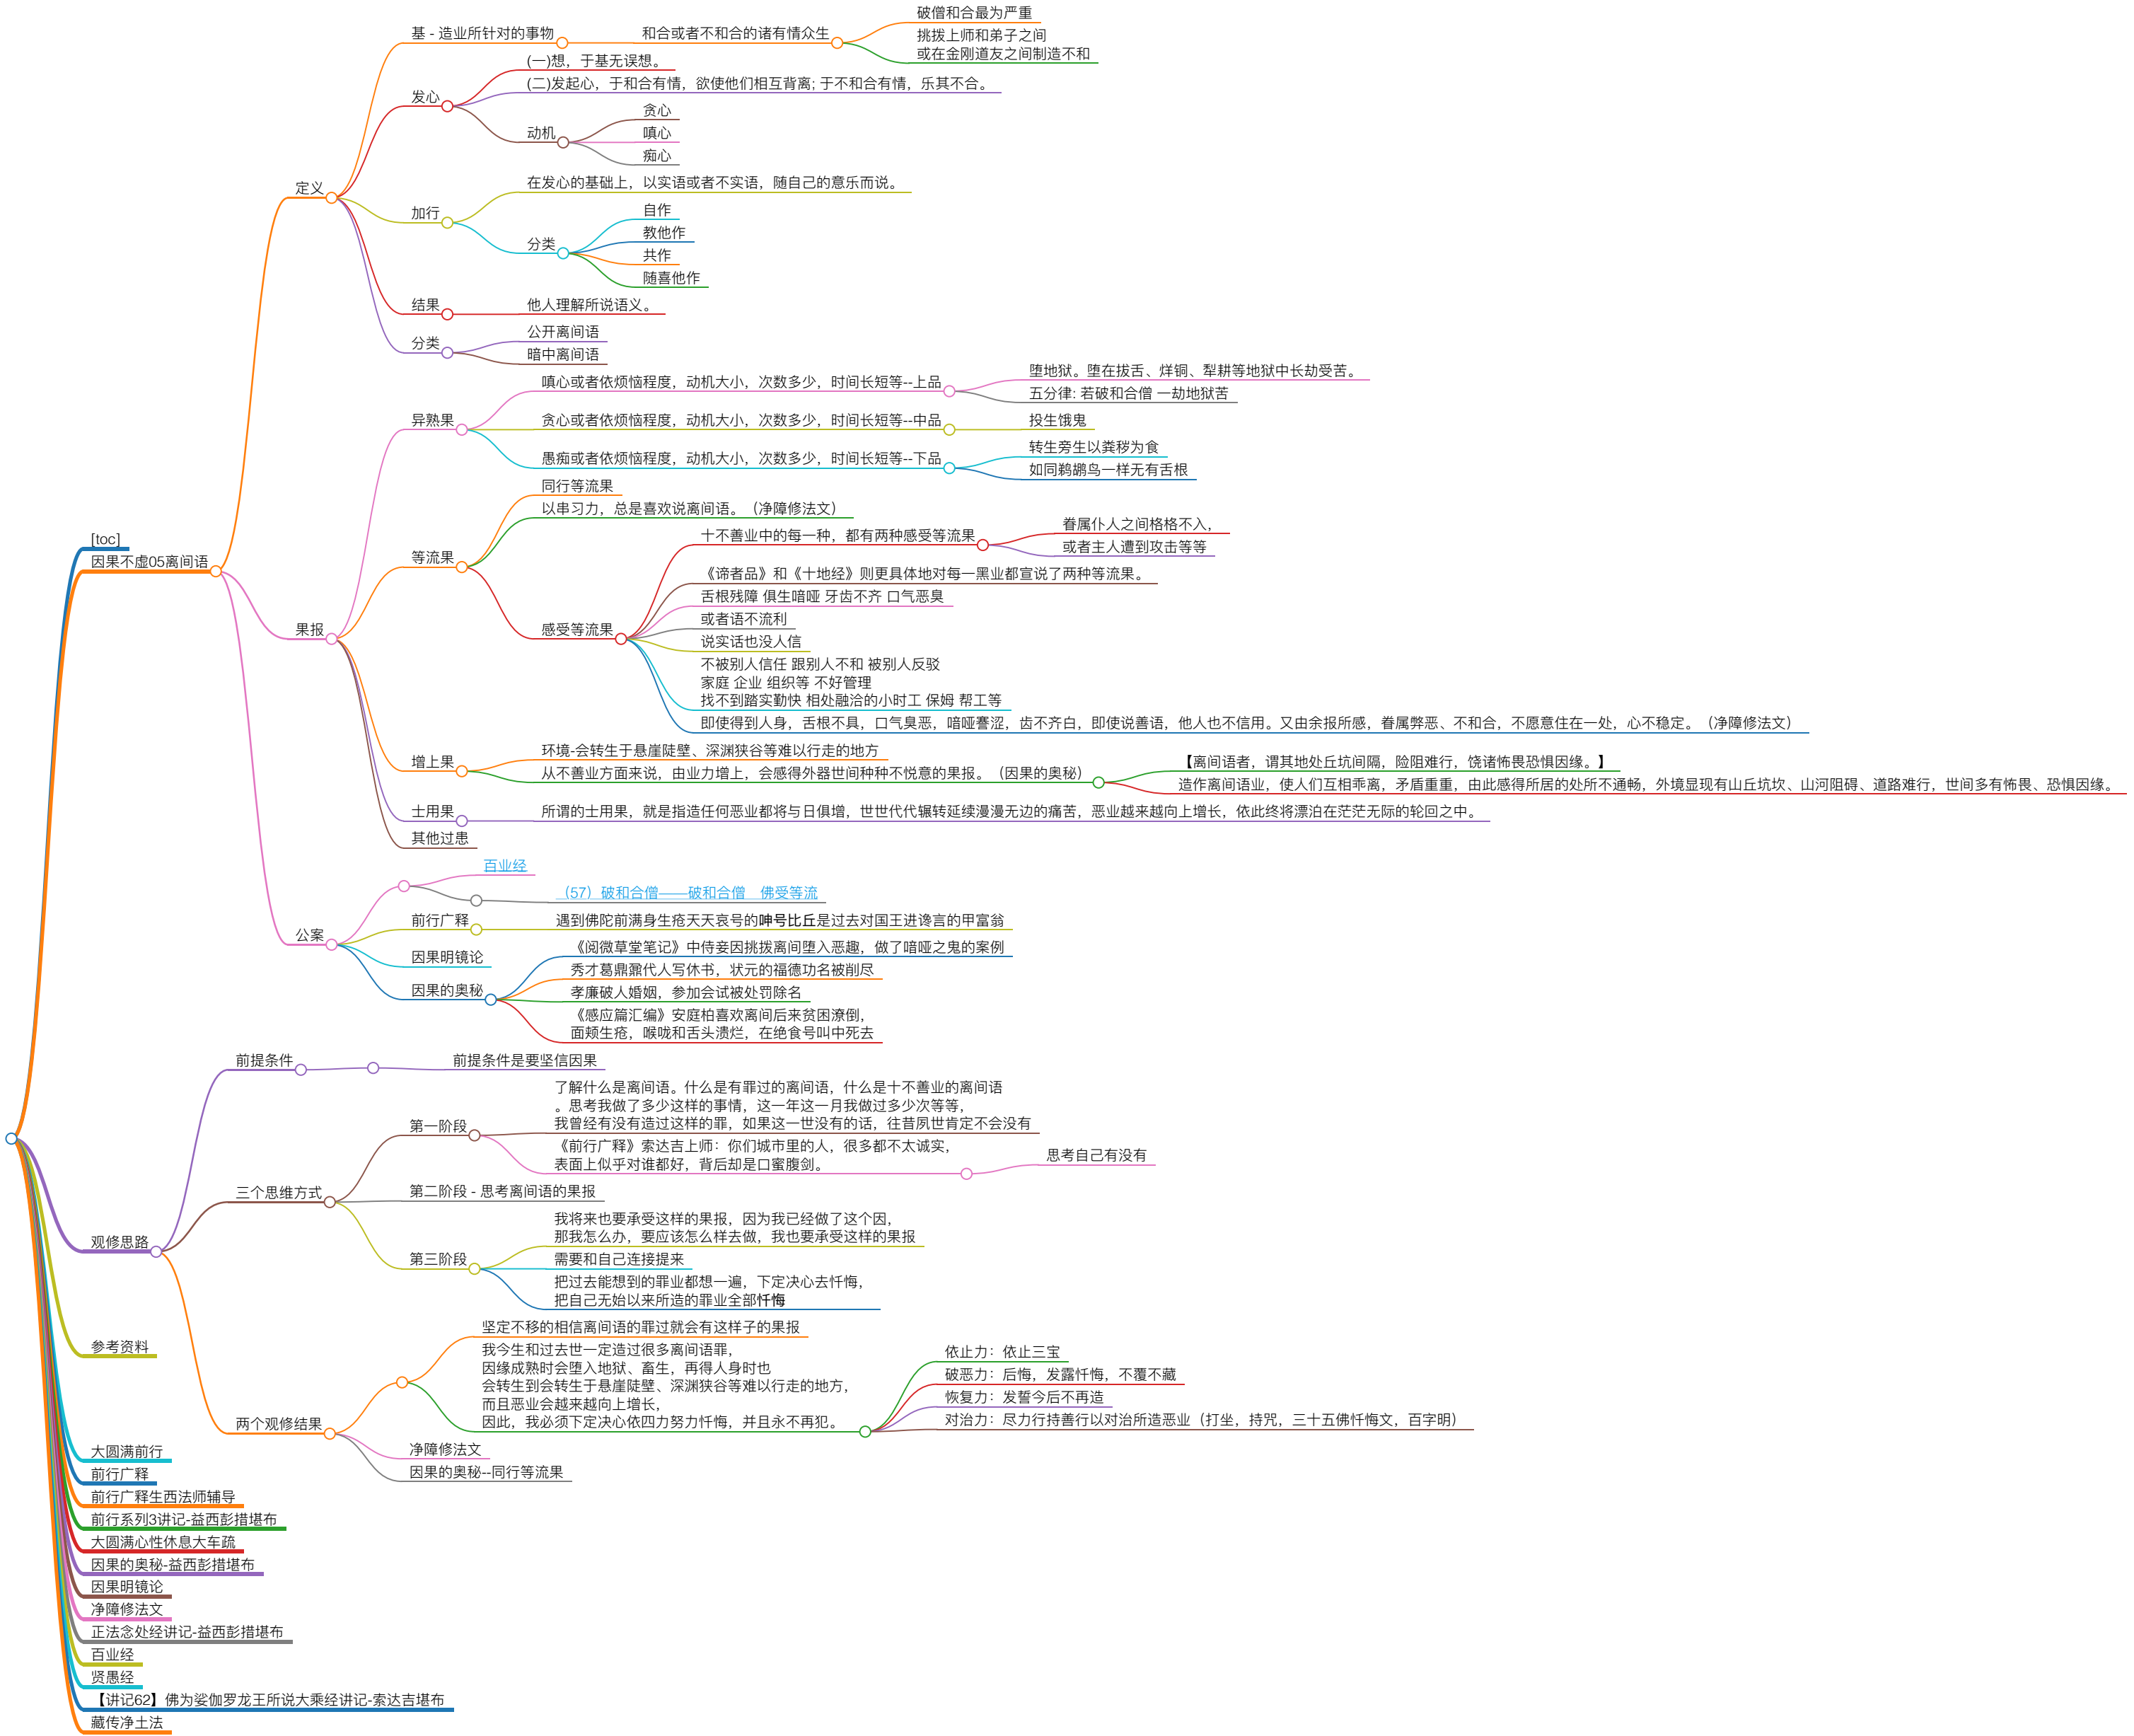 [toc]
因果不虚05离间语
定义
基 - 造业所针对的事物
和合或者不和合的诸有情众生
破僧和合最为严重
挑拨上师和弟子之间
或在金刚道友之间制造不和
发心
(一)想，于基无误想。
(二)发起心，于和合有情，欲使他们相互背离; 于不和合有情，乐其不合。
动机
贪心
嗔心
痴心
加行
在发心的基础上，以实语或者不实语，随自己的意乐而说。
分类
自作
教他作
共作
随喜他作
结果
他人理解所说语义。
分类
公开离间语
暗中离间语
果报
异熟果
嗔心或者依烦恼程度，动机大小，次数多少，时间长短等--上品
堕地狱。堕在拔舌、烊铜、犁耕等地狱中长劫受苦。
五分律: 若破和合僧 一劫地狱苦
贪心或者依烦恼程度，动机大小，次数多少，时间长短等--中品
投生饿鬼
愚痴或者依烦恼程度，动机大小，次数多少，时间长短等--下品
转生旁生以粪秽为食
如同鹈鹕鸟一样无有舌根
等流果
同行等流果
以串习力，总是喜欢说离间语。（净障修法文）
感受等流果
十不善业中的每一种，都有两种感受等流果
眷属仆人之间格格不入，
或者主人遭到攻击等等
《谛者品》和《十地经》则更具体地对每一黑业都宣说了两种等流果。
舌根残障 俱生喑哑 牙齿不齐 口气恶臭
或者语不流利
说实话也没人信
不被别人信任 跟别人不和 被别人反驳
家庭 企业 组织等 不好管理
找不到踏实勤快 相处融洽的小时工 保姆 帮工等
即使得到人身，舌根不具，口气臭恶，喑哑謇涩，齿不齐白，即使说善语，他人也不信用。又由余报所感，眷属弊恶、不和合，不愿意住在一处，心不稳定。（净障修法文）
增上果
环境-会转生于悬崖陡壁、深渊狭谷等难以行走的地方
从不善业方面来说，由业力增上，会感得外器世间种种不悦意的果报。（因果的奥秘）
【离间语者，谓其地处丘坑间隔，险阻难行，饶诸怖畏恐惧因缘。】
造作离间语业，使人们互相乖离，矛盾重重，由此感得所居的处所不通畅，外境显现有山丘坑坎、山河阻碍、道路难行，世间多有怖畏、恐惧因缘。
士用果
所谓的士用果，就是指造任何恶业都将与日俱增，世世代代辗转延续漫漫无边的痛苦，恶业越来越向上增长，依此终将漂泊在茫茫无际的轮回之中。
其他过患
公案
百业经
（57）破和合僧——破和合僧　佛受等流
前行广释
遇到佛陀前满身生疮天天哀号的呻号比丘是过去对国王进谗言的甲富翁
因果明镜论
因果的奥秘
《阅微草堂笔记》中侍妾因挑拨离间堕入恶趣，做了喑哑之鬼的案例
秀才葛鼎鼐代人写休书，状元的福德功名被削尽
孝廉破人婚姻，参加会试被处罚除名
《感应篇汇编》安庭柏喜欢离间后来贫困潦倒，
面颊生疮，喉咙和舌头溃烂，在绝食号叫中死去
观修思路
前提条件
前提条件是要坚信因果
三个思维方式
第一阶段
了解什么是离间语。什么是有罪过的离间语，什么是十不善业的离间语
。思考我做了多少这样的事情，这一年这一月我做过多少次等等，
我曾经有没有造过这样的罪，如果这一世没有的话，往昔夙世肯定不会没有
《前行广释》索达吉上师：你们城市里的人，很多都不太诚实，
表面上似乎对谁都好，背后却是口蜜腹剑。
思考自己有没有
第二阶段 - 思考离间语的果报
第三阶段
我将来也要承受这样的果报，因为我已经做了这个因，
那我怎么办，要应该怎么样去做，我也要承受这样的果报
需要和自己连接提来
把过去能想到的罪业都想一遍，下定决心去忏悔，
把自己无始以来所造的罪业全部忏悔
两个观修结果
坚定不移的相信离间语的罪过就会有这样子的果报
我今生和过去世一定造过很多离间语罪，
因缘成熟时会堕入地狱、畜生，再得人身时也
会转生到会转生于悬崖陡壁、深渊狭谷等难以行走的地方，
而且恶业会越来越向上增长，
因此，我必须下定决心依四力努力忏悔，并且永不再犯。
依止力：依止三宝
破恶力：后悔，发露忏悔，不覆不藏
恢复力：发誓今后不再造
对治力：尽力行持善行以对治所造恶业（打坐，持咒，三十五佛忏悔文，百字明）
净障修法文
因果的奥秘--同行等流果
参考资料
大圆满前行
前行广释
前行广释生西法师辅导
前行系列3讲记-益西彭措堪布
大圆满心性休息大车疏
因果的奥秘-益西彭措堪布
因果明镜论
净障修法文
正法念处经讲记-益西彭措堪布
百业经
贤愚经
【讲记62】佛为娑伽罗龙王所说大乘经讲记-索达吉堪布
藏传净土法